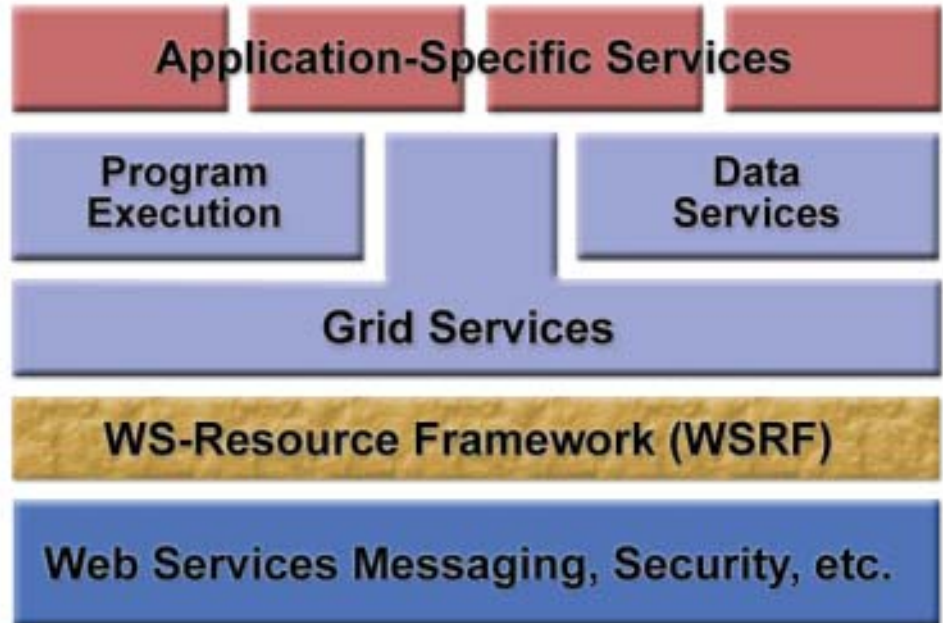 Application-Specific Services
Program
Execution
Data
Services
Grid Services
WS-Resource Framework (WSRF)
Web Services Messaging, Security, etc.